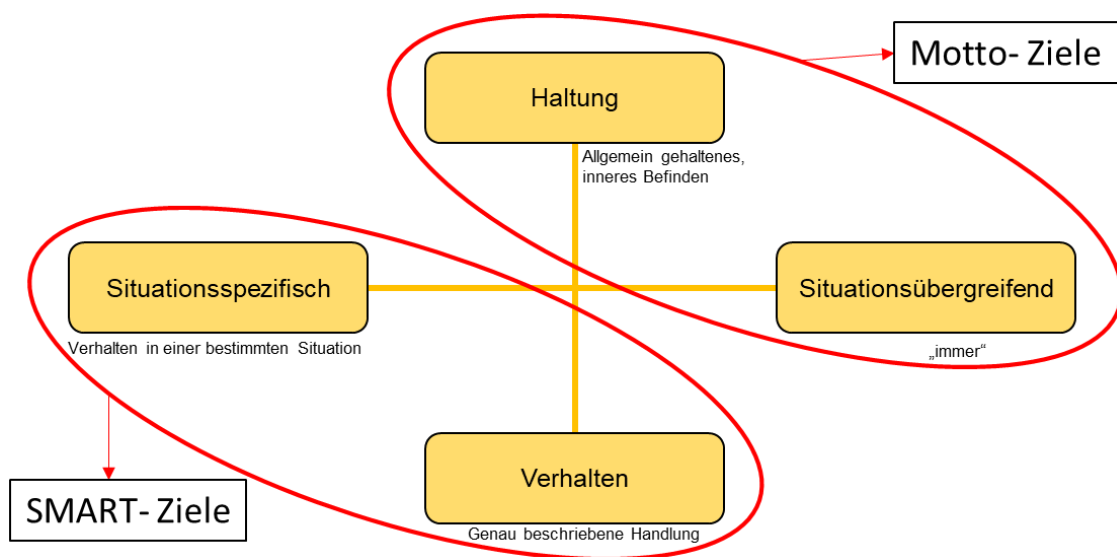 Motto- Ziele
Haltung
Allgemein gehaltenes,
inneres Befinden
Situationsspezifisch
Situationsübergreifend
Verhalten in einer bestimmten Situation
„immer“
Verhalten
SMART- Ziele
Genau beschriebene Handlung